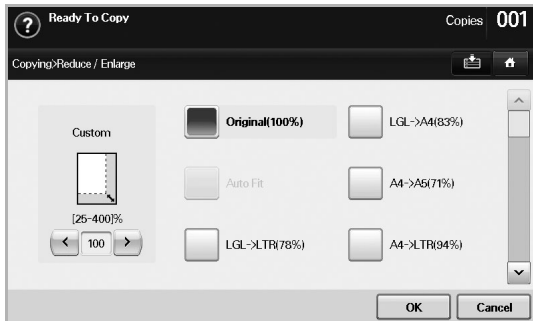 ? Ready To Copy
Copies 001
Copying>Reduce / Enlarge
Custom
[25-400]%
< 100 >
Original(100%)
LGL->A4(83%)
Auto Fit
A4->A5(71%)
LGL->LTR(78%)
A4->LTR(94%)
OK
Cancel